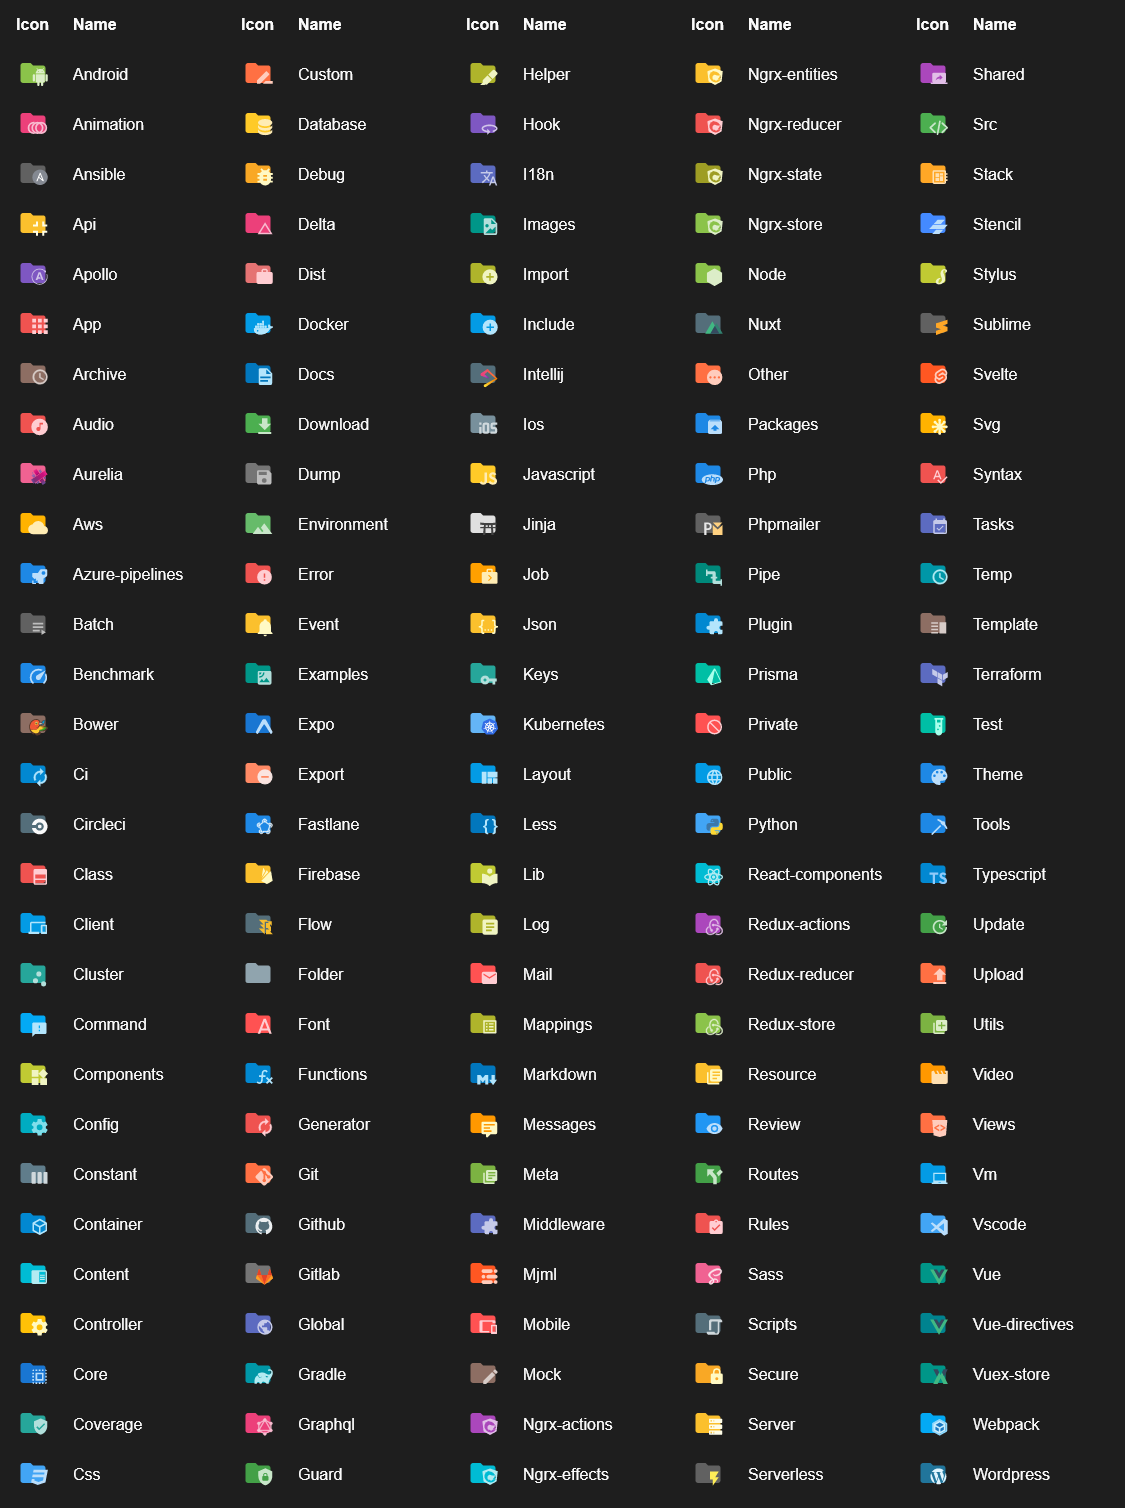 Icon Name Icon Name Icon Name Icon Name Icon Name
Android Custom Helper Ngrx-entities Shared
Animation Database Hook Ngrx-reducer Src
Ansible Debug I18n Ngrx-state Stack
Api Delta Images Ngrx-store Stencil
Apollo Dist Import Node Stylus
App Docker Include Nuxt Sublime
Archive Docs Intellij Other Svelte
Audio Download Ios Packages Svg
Aurelia Dump Javascript Php Syntax
Aws Environment Jinja Phpmailer Tasks
Azure-pipelines Error Job Pipe Temp
Batch Event Json Plugin Template
Benchmark Examples Keys Prisma Terraform
Bower Expo Kubernetes Private Test
Ci Export Layout Public Theme
Circleci Fastlane Less Python Tools
Class Firebase Lib React-components Typescript
Client Flow Log Redux-actions Update
Cluster Folder Mail Redux-reducer Upload
Command Font Mappings Redux-store Utils
Components Functions Markdown Resource Video
Config Generator Messages Review Views
Constant Git Meta Routes Vm
Container Github Middleware Rules Vscode
Content Gitlab Mjml Sass Vue
Controller Global Mobile Scripts Vue-directives
Core Gradle Mock Secure Vuex-store
Coverage Graphql Ngrx-actions Server Webpack
Css Guard Ngrx-effects Serverless Wordpress